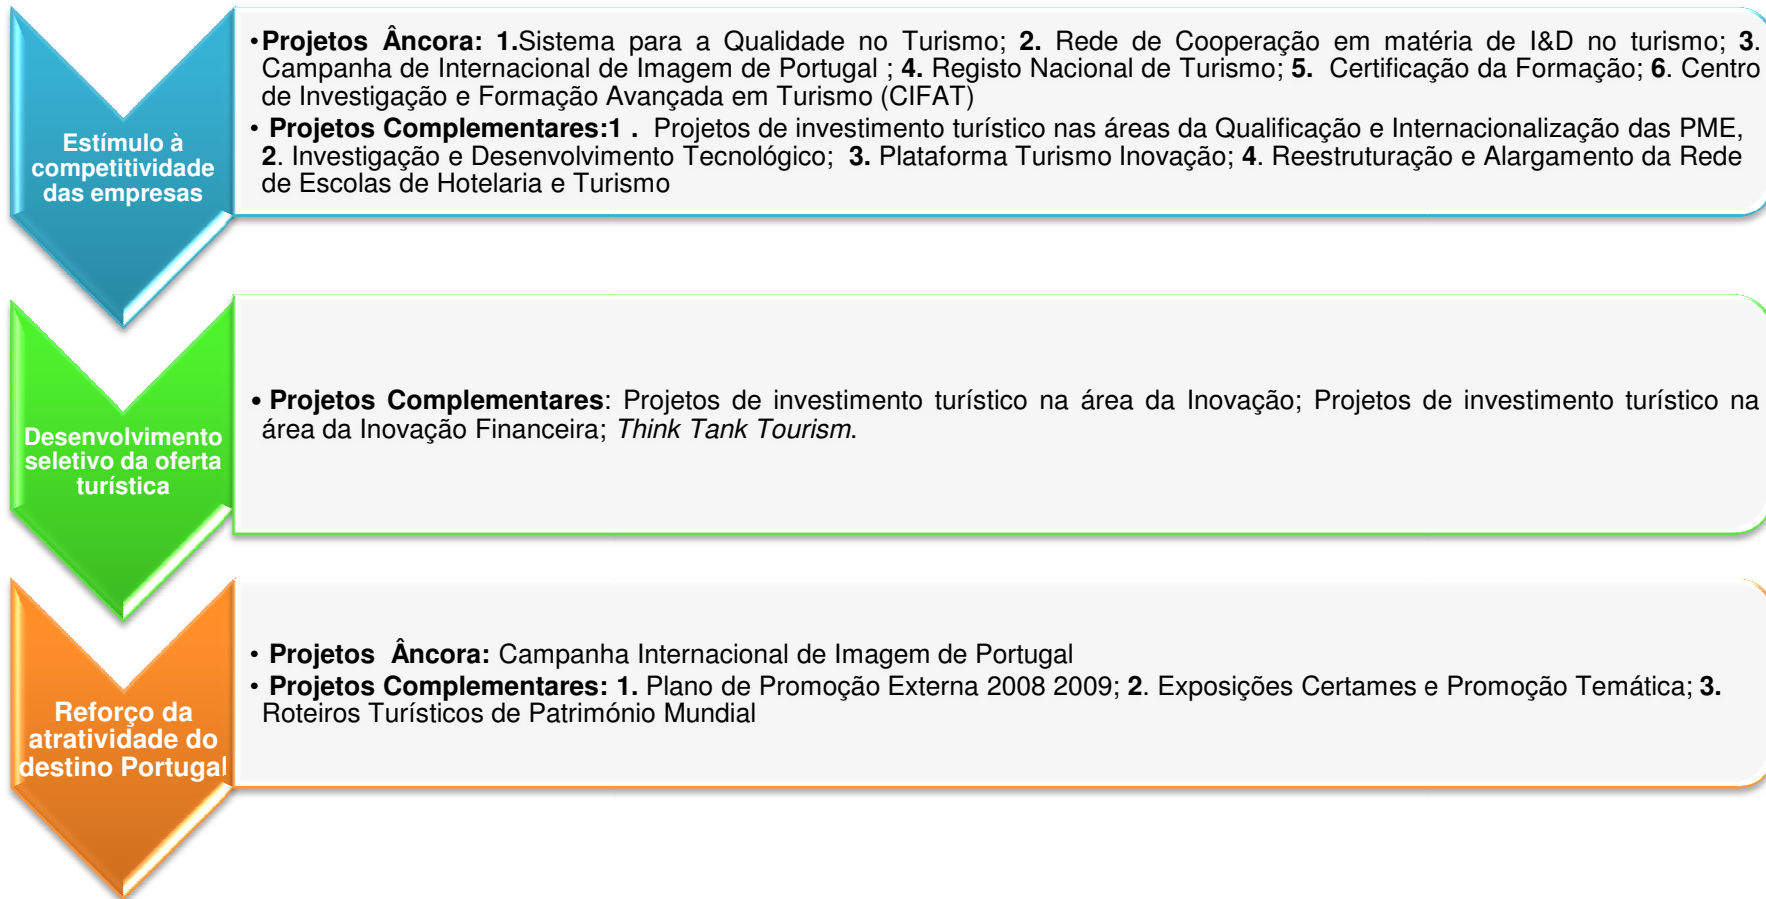 Estímulo à
competitividade
das empresas
•Projetos Âncora: 1.Sistema para a Qualidade no Turismo; 2. Rede de Cooperação em matéria de I&D no turismo; 3.
Campanha de Internacional de Imagem de Portugal ; 4. Registo Nacional de Turismo; 5. Certificação da Formação; 6. Centro
de Investigação e Formação Avançada em Turismo (CIFAT)
• Projetos Complementares:1 . Projetos de investimento turístico nas áreas da Qualificação e Internacionalização das PME,
2. Investigação e Desenvolvimento Tecnológico; 3. Plataforma Turismo Inovação; 4. Reestruturação e Alargamento da Rede
de Escolas de Hotelaria e Turismo
Desenvolvimento
seletivo da oferta
turística
• Projetos Complementares: Projetos de investimento turístico na área da Inovação; Projetos de investimento turístico na
área da Inovação Financeira; Think Tank Tourism.
Reforço da
atratividade do
destino Portugal
• Projetos Âncora: Campanha Internacional de Imagem de Portugal
• Projetos Complementares: 1. Plano de Promoção Externa 2008 2009; 2. Exposições Certames e Promoção Temática; 3.
Roteiros Turísticos de Património Mundial